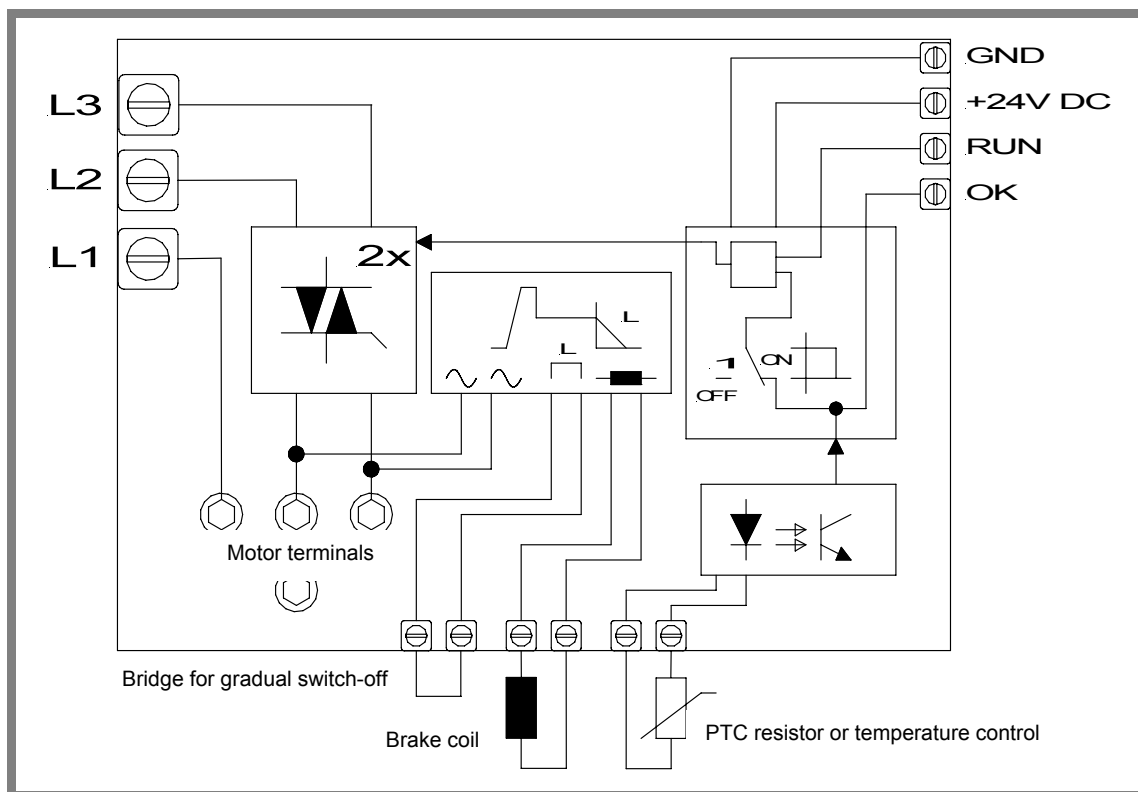 GND
L3
+24V DC
RUN
L2
OK
L1
2x
L
L
1
ON
OFF
Motor terminals
Bridge for gradual switch-off
Brake coil
PTC resistor or temperature control